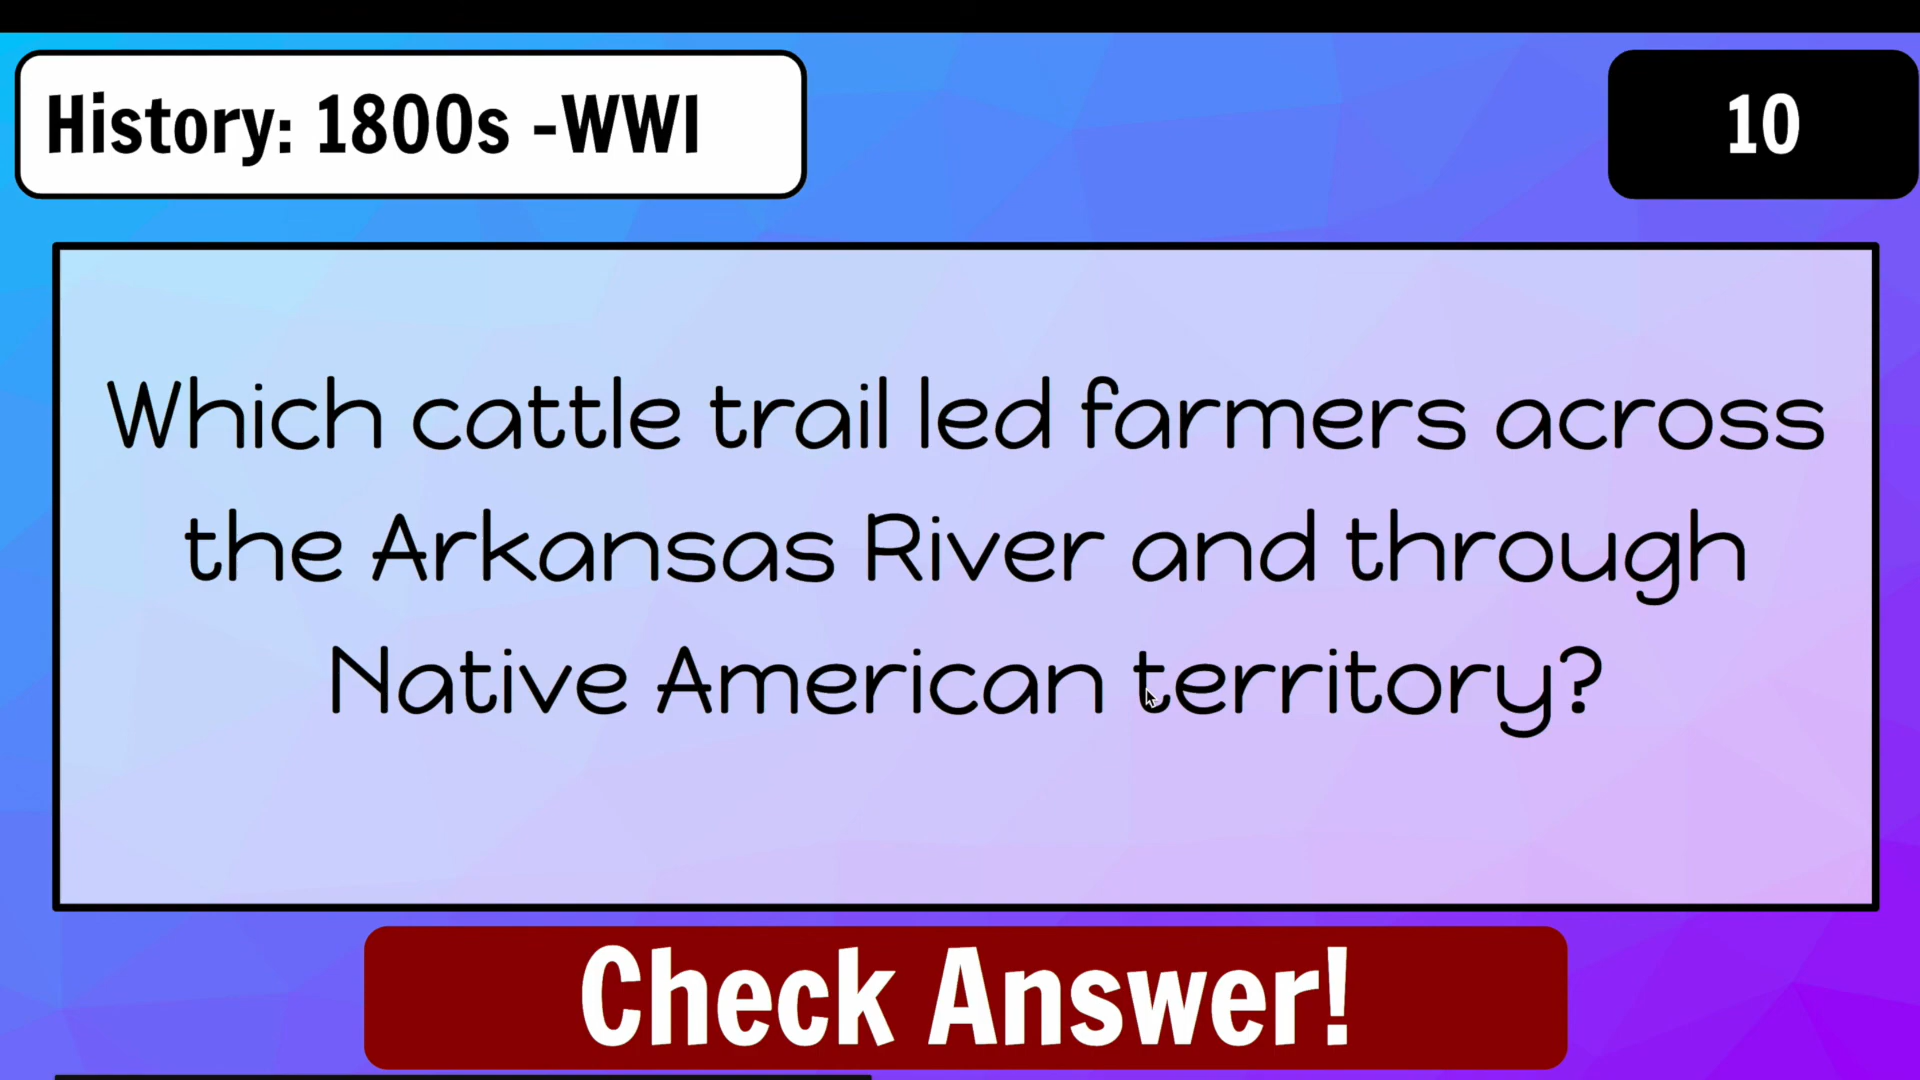 History: 1800s -WWI
10
Which cattle trail led farmers across
the Arkansas River and through
Native American territory?
Check Answer!